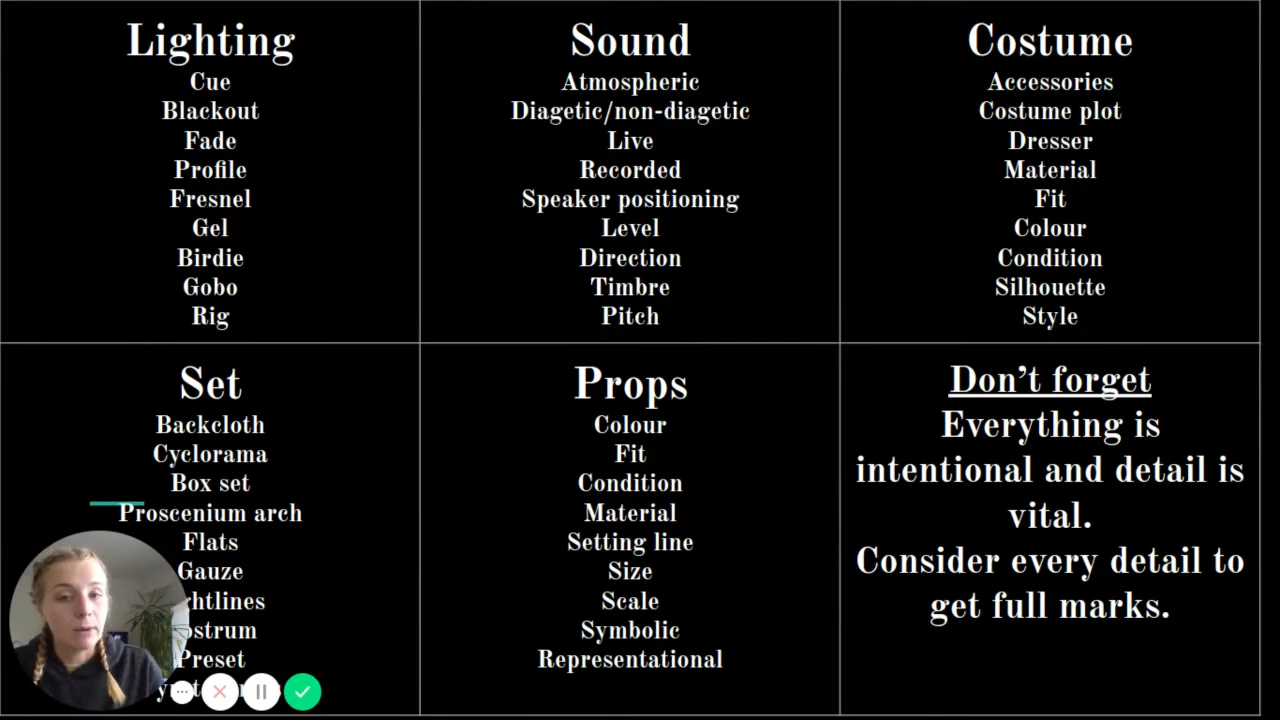 Lighting
Cue
Blackout
Fade
Profile
Fresnel
Gel
Birdie
Gobo
Rig
Sound
Atmospheric
Diagetic/non-diagetic
Live
Recorded
Speaker positioning
Level
Direction
Timbre
Pitch
Costume
Accessories
Costume plot
Dresser
Material
Fit
Colour
Condition
Silhouette
Style
Set
Backcloth
Cyclorama
Box set
Proscenium arch
Flats
Gauze
Preset
Props
Colour
Fit
Condition
Material
Setting line
Size
Scale
Symbolic
Representational
Don't forget
Everything is
intentional and detail is
vital.
Consider every detail to
get full marks.